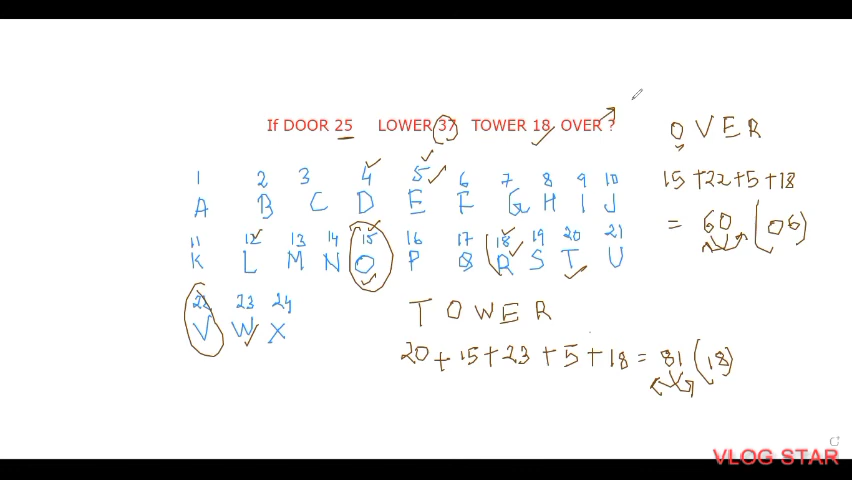 If DOOR 25 LOWER 37 TOWER 18 OVER ?
O V E R
1 2 3 4 5 6 7 8 9 10
A B C D E F G H I J
15 +22+5+18
= 60 (06)
11 12 13 14 15 16 17 18 19 20 21
K L M N O P Q R S T U
22 23 24
V W X
T O W E R
20 + 15 + 23 + 5 + 18 = 81 (18)
VLOG STAR